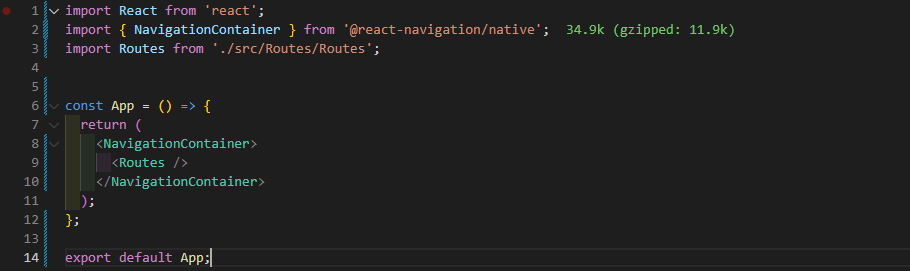 1 import React from 'react';
2 import { NavigationContainer } from '@react-navigation/native';  34.9k (gzipped: 11.9k)
3 import Routes from './src/Routes/Routes';
4
5
6 const App = () => {
7   return (
8     <NavigationContainer>
9       <Routes />
10     </NavigationContainer>
11   );
12 };
13
14 export default App;